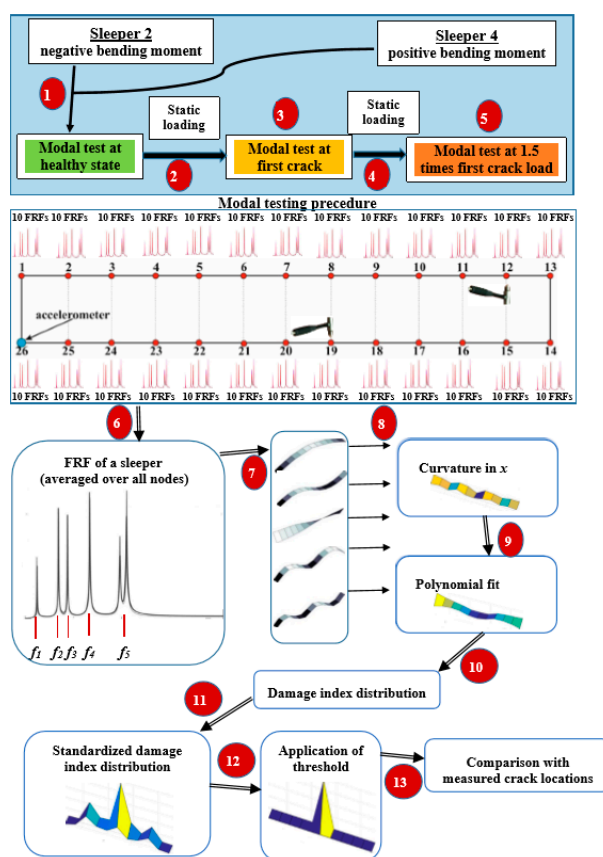 Sleeper 2
negative bending moment
Sleeper 4
positive bending moment
1
Static
loading
3
Static
loading
5
Modal test at
healthy state
Modal test at
first crack
Modal test at 1.5
times first crack load
2
4
Modal testing precedure
10 FRFs 10 FRFs 10 FRFs 10 FRFs 10 FRFs 10 FRFs 10 FRFs 10 FRFs 10 FRFs 10 FRFs 10 FRFs 10 FRFs 10 FRFs
1 2 3 4 5 6 7 8 9 10 11 12 13
accelerometer
26 25 24 23 22 21 20 19 18 17 16 15 14
10 FRFs 10 FRFs 10 FRFs 10 FRFs 10 FRFs 10 FRFs 10 FRFs 10 FRFs 10 FRFs 10 FRFs 10 FRFs 10 FRFs
6
7
8
FRF of a sleeper
(averaged over all nodes)
f1 f2 f3 f4 f5
Curvature in x
9
Polynomial fit
10
Damage index distribution
11
Standardized damage
index distribution
12
Application of
threshold
13
Comparison with
measured crack locations